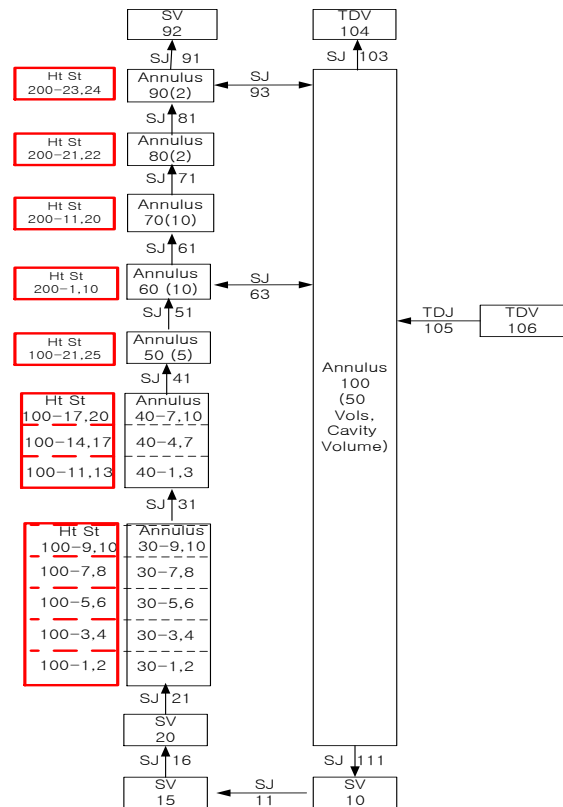 SV
92
TDV
104
SJ 91
SJ 103
Ht St
200-23,24
Annulus
90(2)
SJ
93
SJ 81
Ht St
200-21,22
Annulus
80(2)
SJ 71
Ht St
200-11,20
Annulus
70(10)
SJ 61
Ht St
200-1,10
Annulus
60 (10)
SJ
63
SJ 51
TDJ
105
TDV
106
Ht St
100-21,25
Annulus
50 (5)
SJ 41
Annulus
100
(50
Vols,
Cavity
Volume)
Ht St
100-17,20
Annulus
40-7,10
100-14,17
40-4,7
100-11,13
40-1,3
SJ 31
Ht St
100-9,10
Annulus
30-9,10
100-7,8
30-7,8
100-5,6
30-5,6
100-3,4
30-3,4
100-1,2
30-1,2
SJ 21
SV
20
SJ 16
SJ 111
SV
15
SJ
11
SV
10